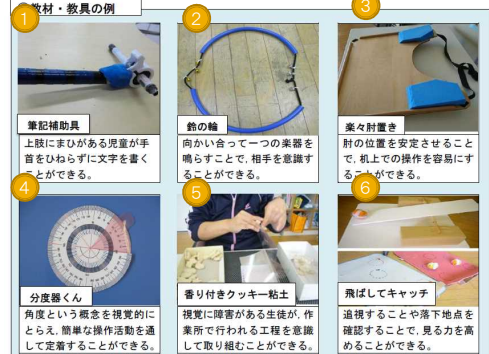 教材・教具の例
1
筆記補助具
上肢にまひがある児童が手
首をひねらずに文字を書く
ことができる.
2
鈴の輪
向かい合って一つの楽器を
鳴らすことで,相手を意識す
ることができる.
3
楽々肘置き
肘の位置を安定させること
で,机上での操作を容易にす
ることができる.
4
分度器くん
角度という概念を視覚的に
とらえ,簡単な操作活動を通
して定着することができる.
5
香り付きクッキー粘土
視覚に障害がある生徒が,作
業所で行われる工程を意識
して取り組むことができる.
6
飛ばしてキャッチ
追視することや落下地点を
確認することで,見る力を高
めることができる.